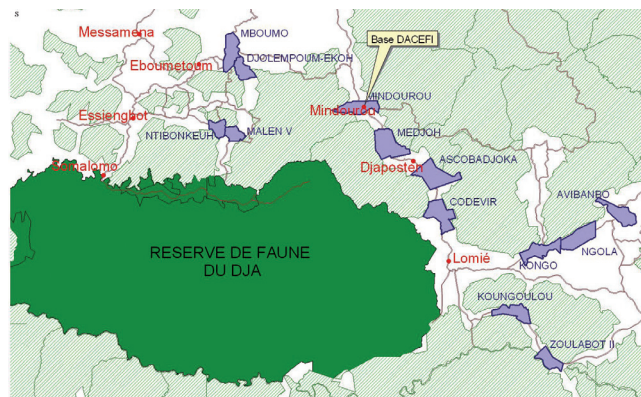 s
Messamena
MBOUMO
Base DACEFI
Eboumetoum
DJOLEMPOUM-EKOH
MINDOUROU
Mindourou
Essiengbot
NTIBONKEUH
MALEN V
MEDJOH
Djaposten
ASCOBADJOKA
Somalomo
CODEVIR
AVIBANBO
RESERVE DE FAUNE
DU DJA
Lomié
KONGO
NGOLA
KOUNGOULOU
ZOULABOT II